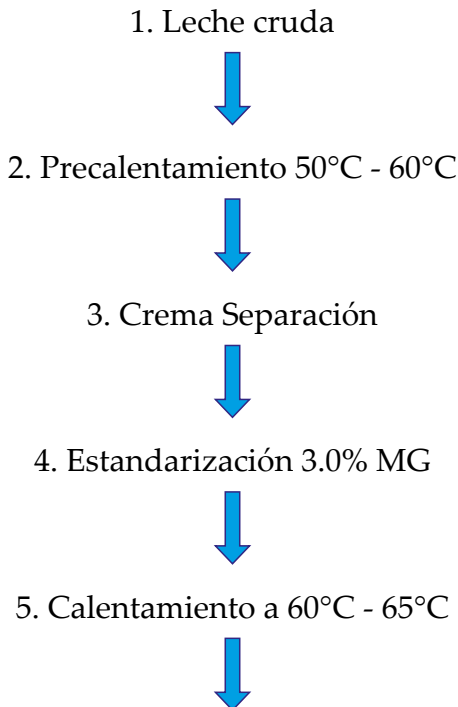 1. Leche cruda
2. Precalentamiento 50°C - 60°C
3. Crema Separación
4. Estandarización 3.0% MG
5. Calentamiento a 60°C - 65°C